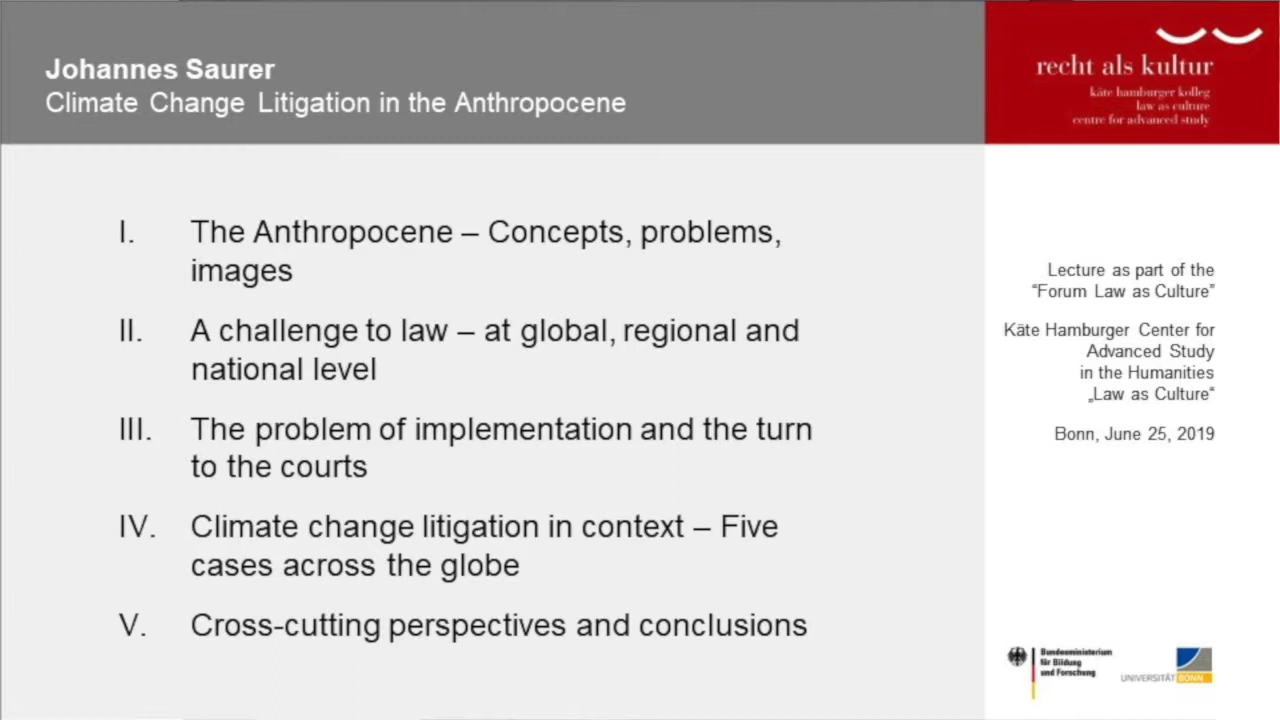 Johannes Saurer
Climate Change Litigation in the Anthropocene
recht als kultur
käte hamburger kolleg
law as culture
centre for advanced study
I. The Anthropocene – Concepts, problems,
images
II. A challenge to law – at global, regional and
national level
III. The problem of implementation and the turn
to the courts
IV. Climate change litigation in context – Five
cases across the globe
V. Cross-cutting perspectives and conclusions
Lecture as part of the
“Forum Law as Culture”
Käte Hamburger Center for
Advanced Study
in the Humanities
„Law as Culture“
Bonn, June 25, 2019
Bundesministerium
für Bildung
und Forschung
UNIVERSITÄT BONN